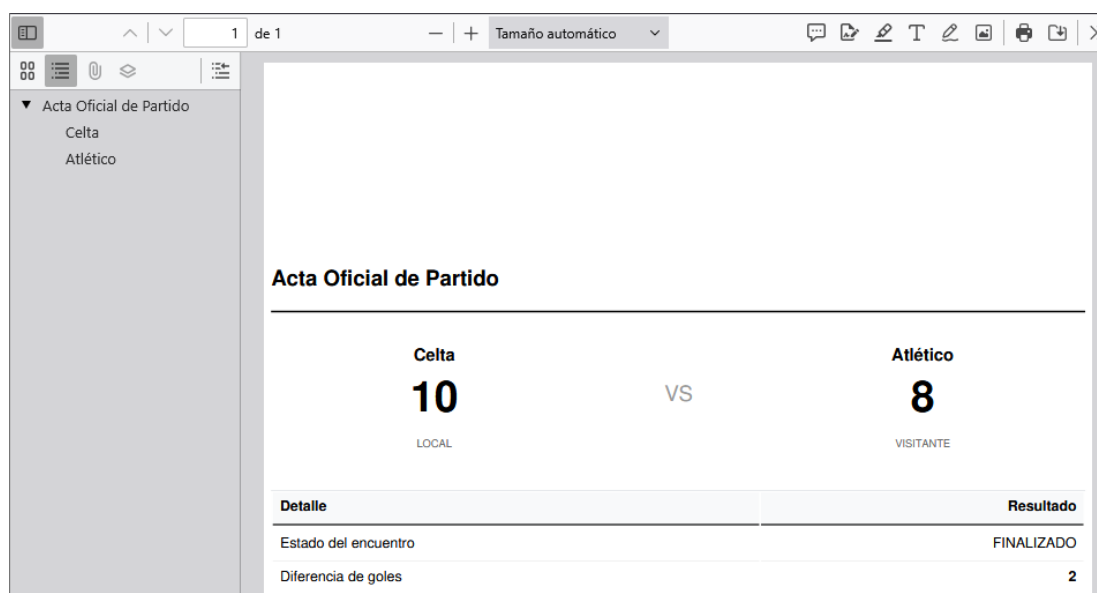 1 de 1
Tamaño automático
Acta Oficial de Partido
Celta
Atlético
Acta Oficial de Partido
Celta
Atlético
10
VS
8
LOCAL
VISITANTE
Detalle
Resultado
Estado del encuentro
FINALIZADO
Diferencia de goles
2